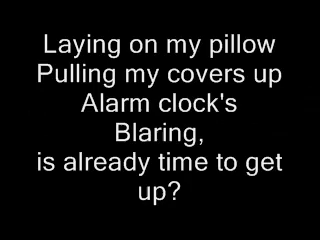 Laying on my pillow
Pulling my covers up
Alarm clock's
Blaring,
is already time to get
up?